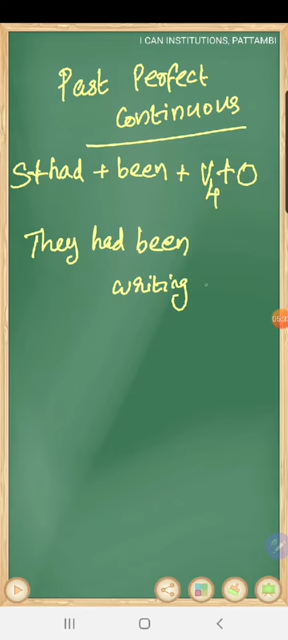 I CAN INSTITUTIONS, PATTAMBI
Past Perfect
Continuous
S+had + been + V4+O
They had been
writing